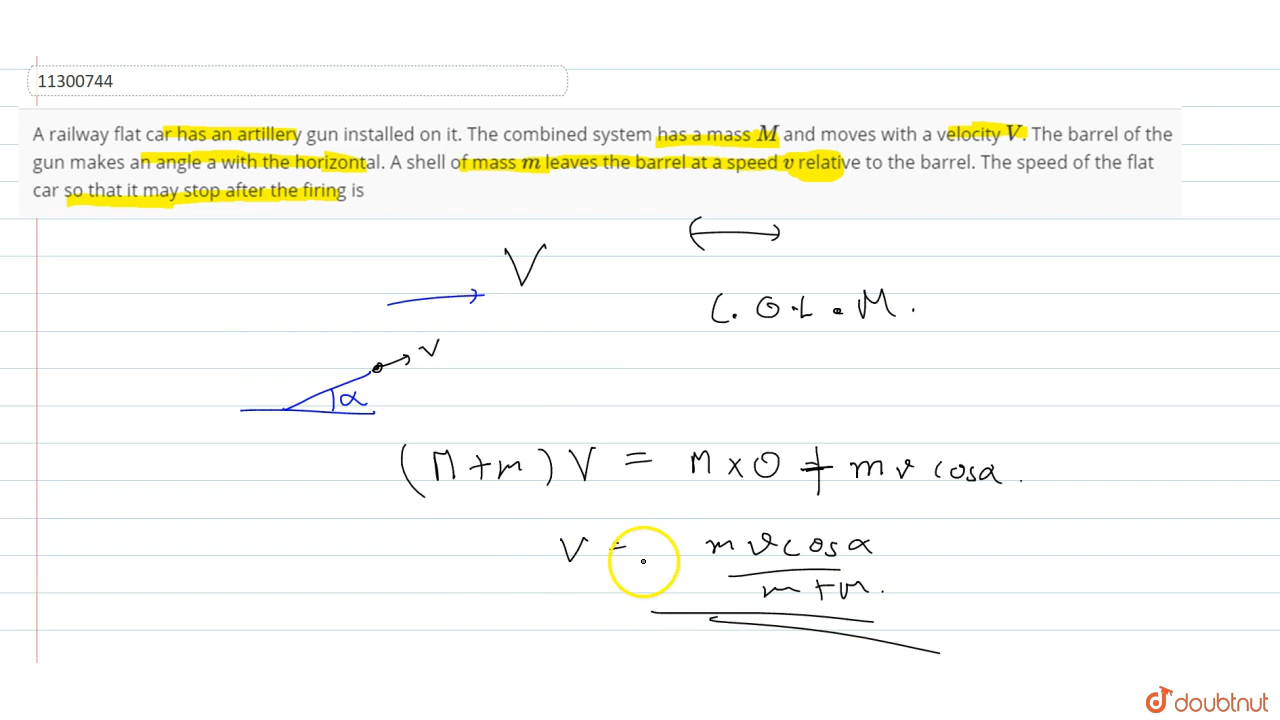 11300744
A railway flat car has an artillery gun installed on it. The combined system has a mass M and moves with a velocity V. The barrel of the
gun makes an angle a with the horizontal. A shell of mass m leaves the barrel at a speed v relative to the barrel. The speed of the flat
car so that it may stop after the firing is
V
C.O.L.M.
v
α
(M+m) V = M×0 + mv cosα.
V = mv cosα
m+M.
doubtnut